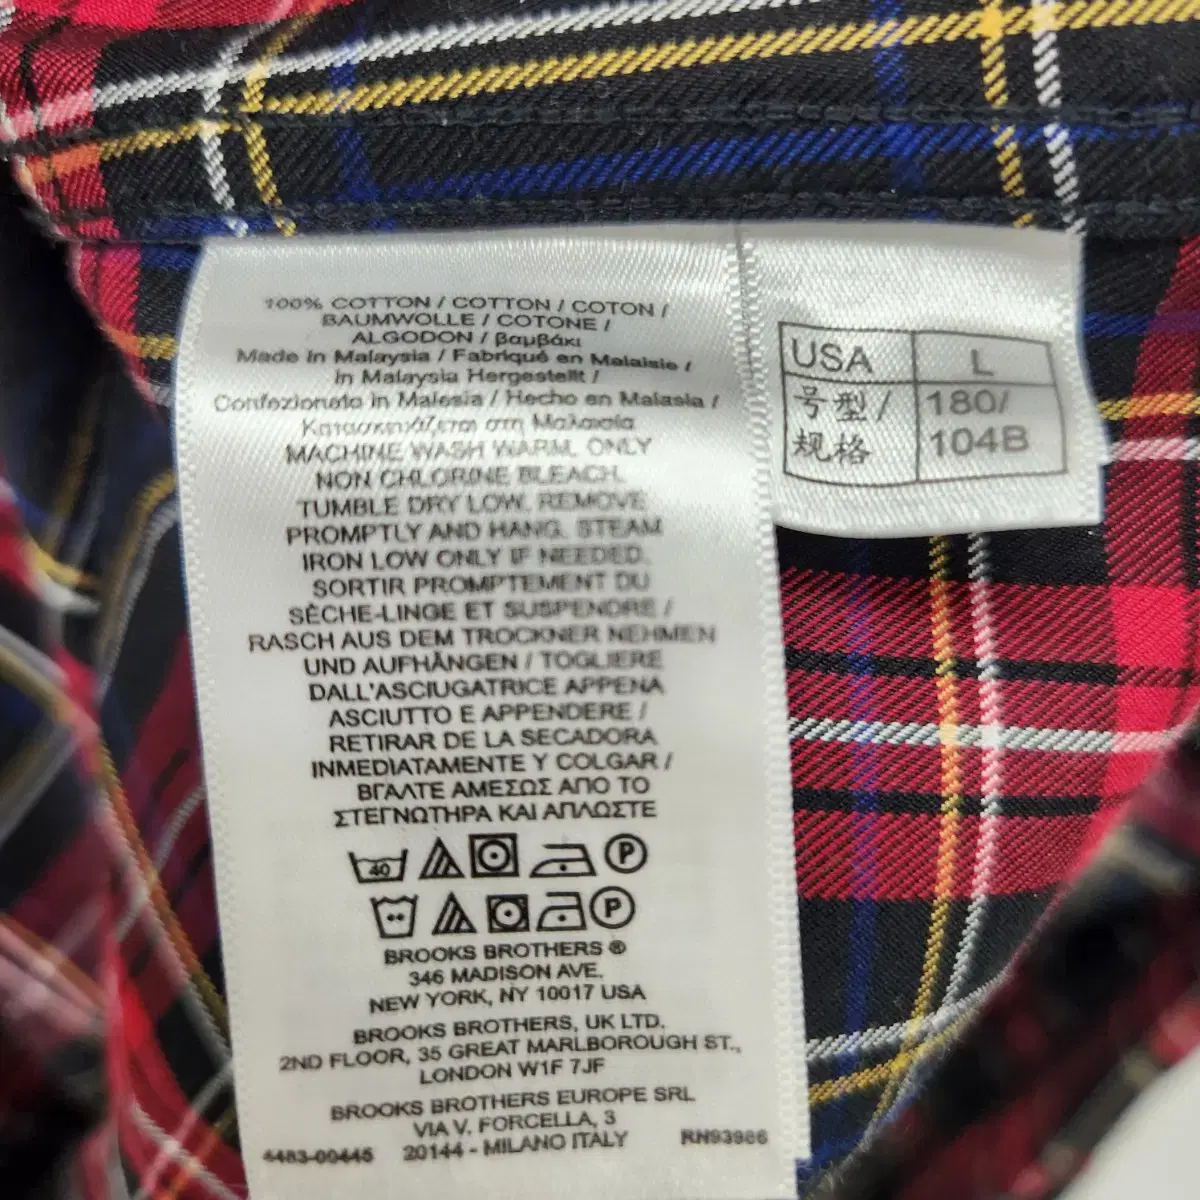 100% COTTON / COTTON / COTON /
BAUMWOLLE / COTONE /
ALGODON / βαμβάκι
Made in Malaysia / Fabriqué en Malaisie /
In Malaysia Hergestellt /
Confezionato in Malesia / Hecho en Malasia /
Κατασκευάζεται στη Μαλαισία
MACHINE WASH WARM, ONLY
NON CHLORINE BLEACH,
TUMBLE DRY LOW. REMOVE
PROMPTLY AND HANG. STEAM
IRON LOW ONLY IF NEEDED.
SORTIR PROMPTEMENT DU
SÈCHE-LINGE ET SUSPENDRE /
RASCH AUS DEM TROCKNER NEHMEN
UND AUFHÄNGEN / TOGLIERE
DALL'ASCIUGATRICE APPENA
ASCIUTTO E APPENDERE /
RETIRAR DE LA SECADORA
INMEDIATAMENTE Y COLGAR /
ΒΓΑΛΤΕ ΑΜΕΣΩΣ ΑΠΟ ΤΟ
ΣΤΕΓΝΩΤΗΡΑ ΚΑΙ ΑΠΛΩΣΤΕ
40 P
P
BROOKS BROTHERS ®
346 MADISON AVE.
NEW YORK, NY 10017 USA
BROOKS BROTHERS, UK LTD.
2ND FLOOR, 35 GREAT MARLBOROUGH ST.,
LONDON W1F 7JF
BROOKS BROTHERS EUROPE SRL
VIA V. FORCELLA, 3
4483-00445 20144 - MILANO ITALY RN93986
USA L
号型/ 180/
规格 104B